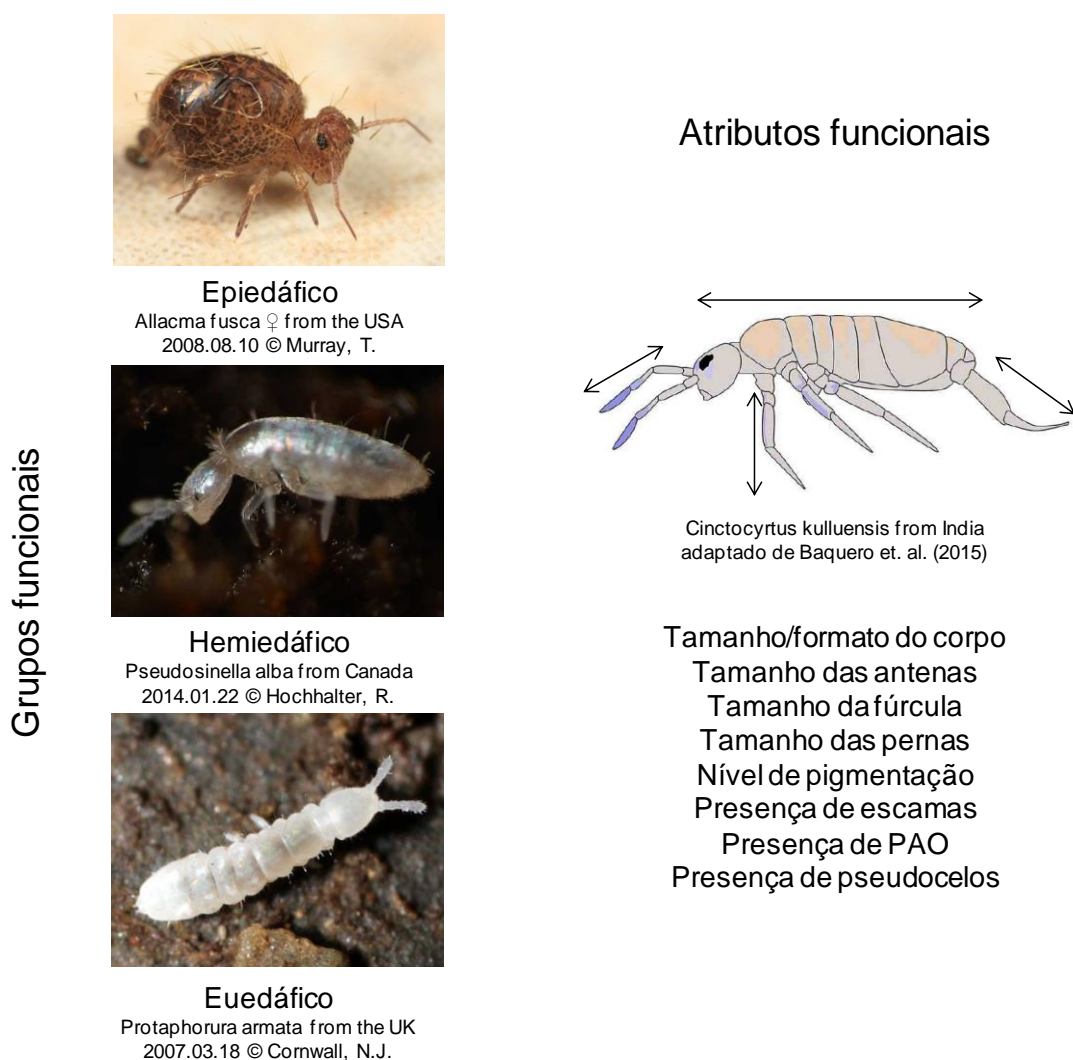 Grupos funcionais
Epiedáfico
Allacma fusca ♀ from the USA
2008.08.10 © Murray, T.
Hemiedáfico
Pseudosinella alba from Canada
2014.01.22 © Hochhalter, R.
Euedáfico
Protaphorura armata from the UK
2007.03.18 © Cornwall, N.J.
Atributos funcionais
Cinctocyrtus kulluensis from India
adaptado de Baquero et. al. (2015)
Tamanho/formato do corpo
Tamanho das antenas
Tamanho da fúrcula
Tamanho das pernas
Nível de pigmentação
Presença de escamas
Presença de PAO
Presença de pseudocelos